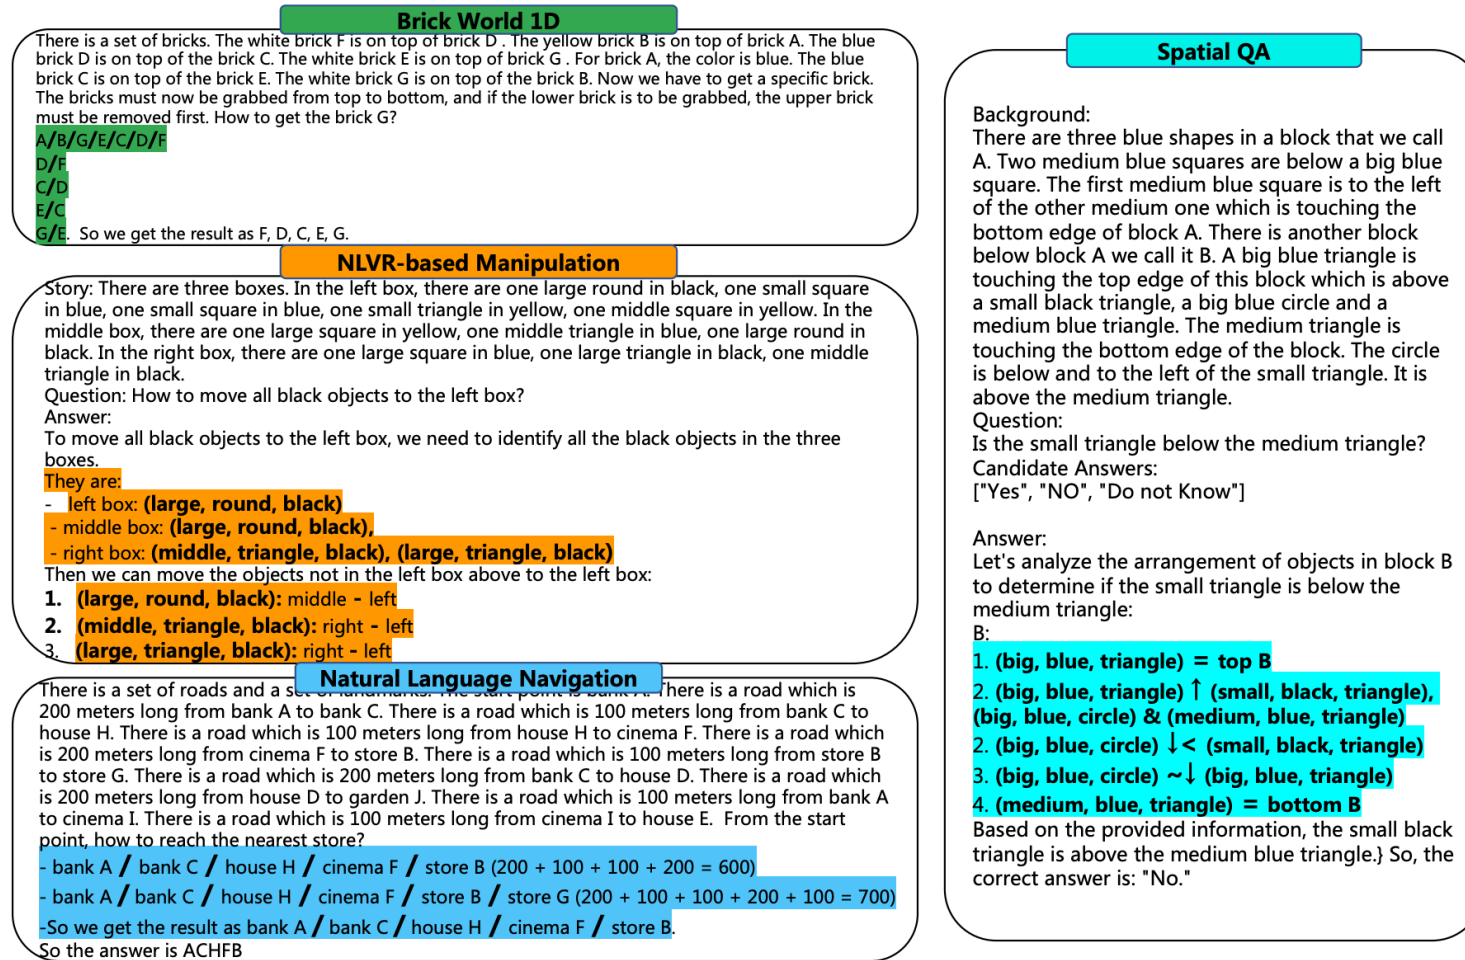 Brick World 1D
There is a set of bricks. The white brick F is on top of brick D . The yellow brick B is on top of brick A. The blue
brick D is on top of the brick C. The white brick E is on top of brick G . For brick A, the color is blue. The blue
brick C is on top of the brick E. The white brick G is on top of the brick B. Now we have to get a specific brick.
The bricks must now be grabbed from top to bottom, and if the lower brick is to be grabbed, the upper brick
must be removed first. How to get the brick G?
A/B/G/E/C/D/F
D/F
C/D
E/C
G/E. So we get the result as F, D, C, E, G.
NLVR-based Manipulation
Story: There are three boxes. In the left box, there are one large round in black, one small square
in blue, one small square in blue, one small triangle in yellow, one middle square in yellow. In the
middle box, there are one large square in yellow, one middle triangle in blue, one large round in
black. In the right box, there are one large square in blue, one large triangle in black, one middle
triangle in black.
Question: How to move all black objects to the left box?
Answer:
To move all black objects to the left box, we need to identify all the black objects in the three
boxes.
They are:
- left box: (large, round, black)
- middle box: (large, round, black),
- right box: (middle, triangle, black), (large, triangle, black)
Then we can move the objects not in the left box above to the left box:
1. (large, round, black): middle - left
2. (middle, triangle, black): right - left
3. (large, triangle, black): right - left
Natural Language Navigation
There is a set of roads and a set of landmarks. The start point is bank A. There is a road which is
200 meters long from bank A to bank C. There is a road which is 100 meters long from bank C to
house H. There is a road which is 100 meters long from house H to cinema F. There is a road which
is 200 meters long from cinema F to store B. There is a road which is 100 meters long from store B
to store G. There is a road which is 200 meters long from bank C to house D. There is a road which
is 200 meters long from house D to garden J. There is a road which is 100 meters long from bank A
to cinema I. There is a road which is 100 meters long from cinema I to house E. From the start
point, how to reach the nearest store?
- bank A / bank C / house H / cinema F / store B (200 + 100 + 100 + 200 = 600)
- bank A / bank C / house H / cinema F / store B / store G (200 + 100 + 100 + 200 + 100 = 700)
-So we get the result as bank A / bank C / house H / cinema F / store B.
So the answer is ACHFB
Spatial QA
Background:
There are three blue shapes in a block that we call
A. Two medium blue squares are below a big blue
square. The first medium blue square is to the left
of the other medium one which is touching the
bottom edge of block A. There is another block
below block A we call it B. A big blue triangle is
touching the top edge of this block which is above
a small black triangle, a big blue circle and a
medium blue triangle. The medium triangle is
touching the bottom edge of the block. The circle
is below and to the left of the small triangle. It is
above the medium triangle.
Question:
Is the small triangle below the medium triangle?
Candidate Answers:
["Yes", "NO", "Do not Know"]
Answer:
Let's analyze the arrangement of objects in block B
to determine if the small triangle is below the
medium triangle:
B:
1. (big, blue, triangle) = top B
2. (big, blue, triangle) ↑ (small, black, triangle),
(big, blue, circle) & (medium, blue, triangle)
2. (big, blue, circle) ↓< (small, black, triangle)
3. (big, blue, circle) ~↓ (big, blue, triangle)
4. (medium, blue, triangle) = bottom B
Based on the provided information, the small black
triangle is above the medium blue triangle.} So, the
correct answer is: "No."